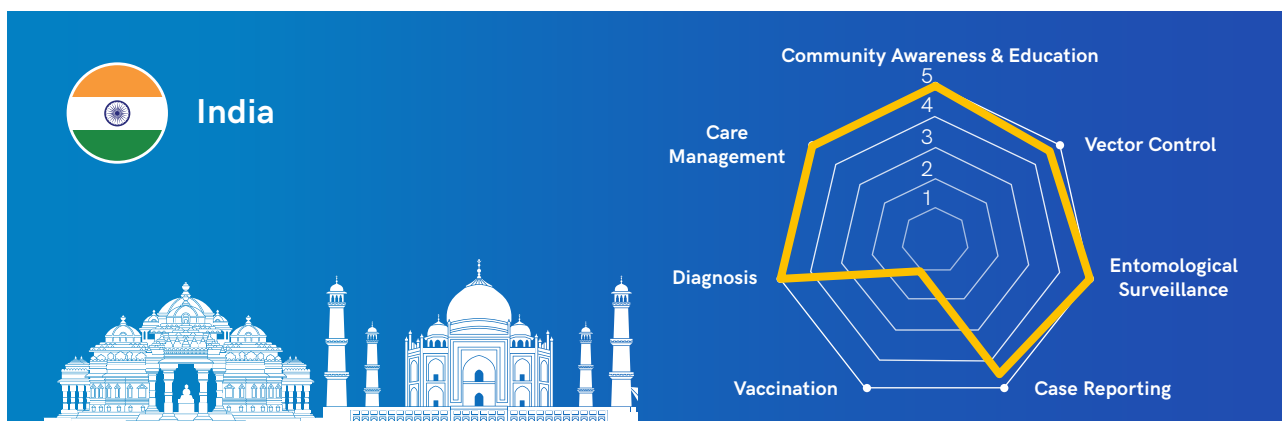 India
Community Awareness & Education
5
4
3
2
1
Care
Management
Vector Control
Diagnosis
Entomological
Surveillance
Vaccination
Case Reporting